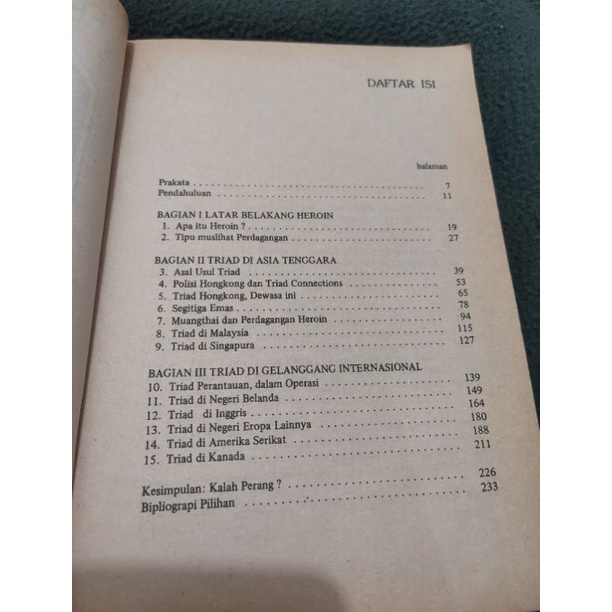 DAFTAR ISI
halaman
Prakata . . . . . . . . . . . . . . . . . . . . . . . . . . . . . . . . . . . . 7
Pendahuluan . . . . . . . . . . . . . . . . . . . . . . . . . . . . . . . . 11
BAGIAN I LATAR BELAKANG HEROIN
1. Apa itu Heroin ? . . . . . . . . . . . . . . . . . . . . . . . . . . 19
2. Tipu muslihat Perdagangan . . . . . . . . . . . . . . . . . . . . 27
BAGIAN II TRIAD DI ASIA TENGGARA
3. Asal Usul Triad . . . . . . . . . . . . . . . . . . . . . . . . . . 39
4. Polisi Hongkong dan Triad Connections . . . . . . . . . . . . . 53
5. Triad Hongkong, Dewasa ini . . . . . . . . . . . . . . . . . . . 65
6. Segitiga Emas . . . . . . . . . . . . . . . . . . . . . . . . . . . 78
7. Muangthai dan Perdagangan Heroin . . . . . . . . . . . . . . . 94
8. Triad di Malaysia . . . . . . . . . . . . . . . . . . . . . . . . . 115
9. Triad di Singapura . . . . . . . . . . . . . . . . . . . . . . . . . 127
BAGIAN III TRIAD DI GELANGGANG INTERNASIONAL
10. Triad Perantauan, dalam Operasi . . . . . . . . . . . . . . . . . 139
11. Triad di Negeri Belanda . . . . . . . . . . . . . . . . . . . . . . 149
12. Triad di Inggris . . . . . . . . . . . . . . . . . . . . . . . . . . 164
13. Triad di Negeri Eropa Lainnya . . . . . . . . . . . . . . . . . . 180
14. Triad di Amerika Serikat . . . . . . . . . . . . . . . . . . . . . 188
15. Triad di Kanada . . . . . . . . . . . . . . . . . . . . . . . . . . 211
Kesimpulan: Kalah Perang ? . . . . . . . . . . . . . . . . . . . . . . 226
Bipliograpi Pilihan . . . . . . . . . . . . . . . . . . . . . . . . . . . 233